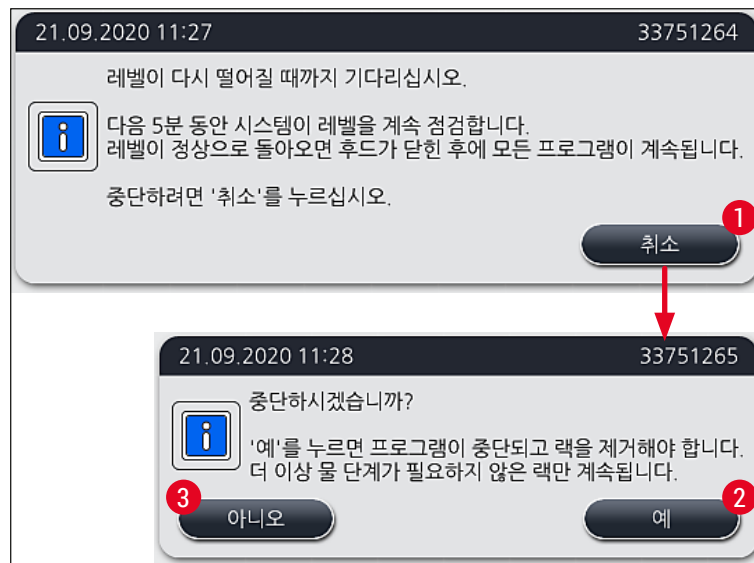 21.09.2020 11:27 33751264
레벨이 다시 떨어질 때까지 기다리십시오.
다음 5분 동안 시스템이 레벨을 계속 점검합니다.
레벨이 정상으로 돌아오면 후드가 닫힌 후에 모든 프로그램이 계속됩니다.
중단하려면 '취소'를 누르십시오.
1
취소
21.09.2020 11:28 33751265
중단하시겠습니까?
'예'를 누르면 프로그램이 중단되고 랙을 제거해야 합니다.
더 이상 물 단계가 필요하지 않은 랙만 계속됩니다.
3 2
아니오 예